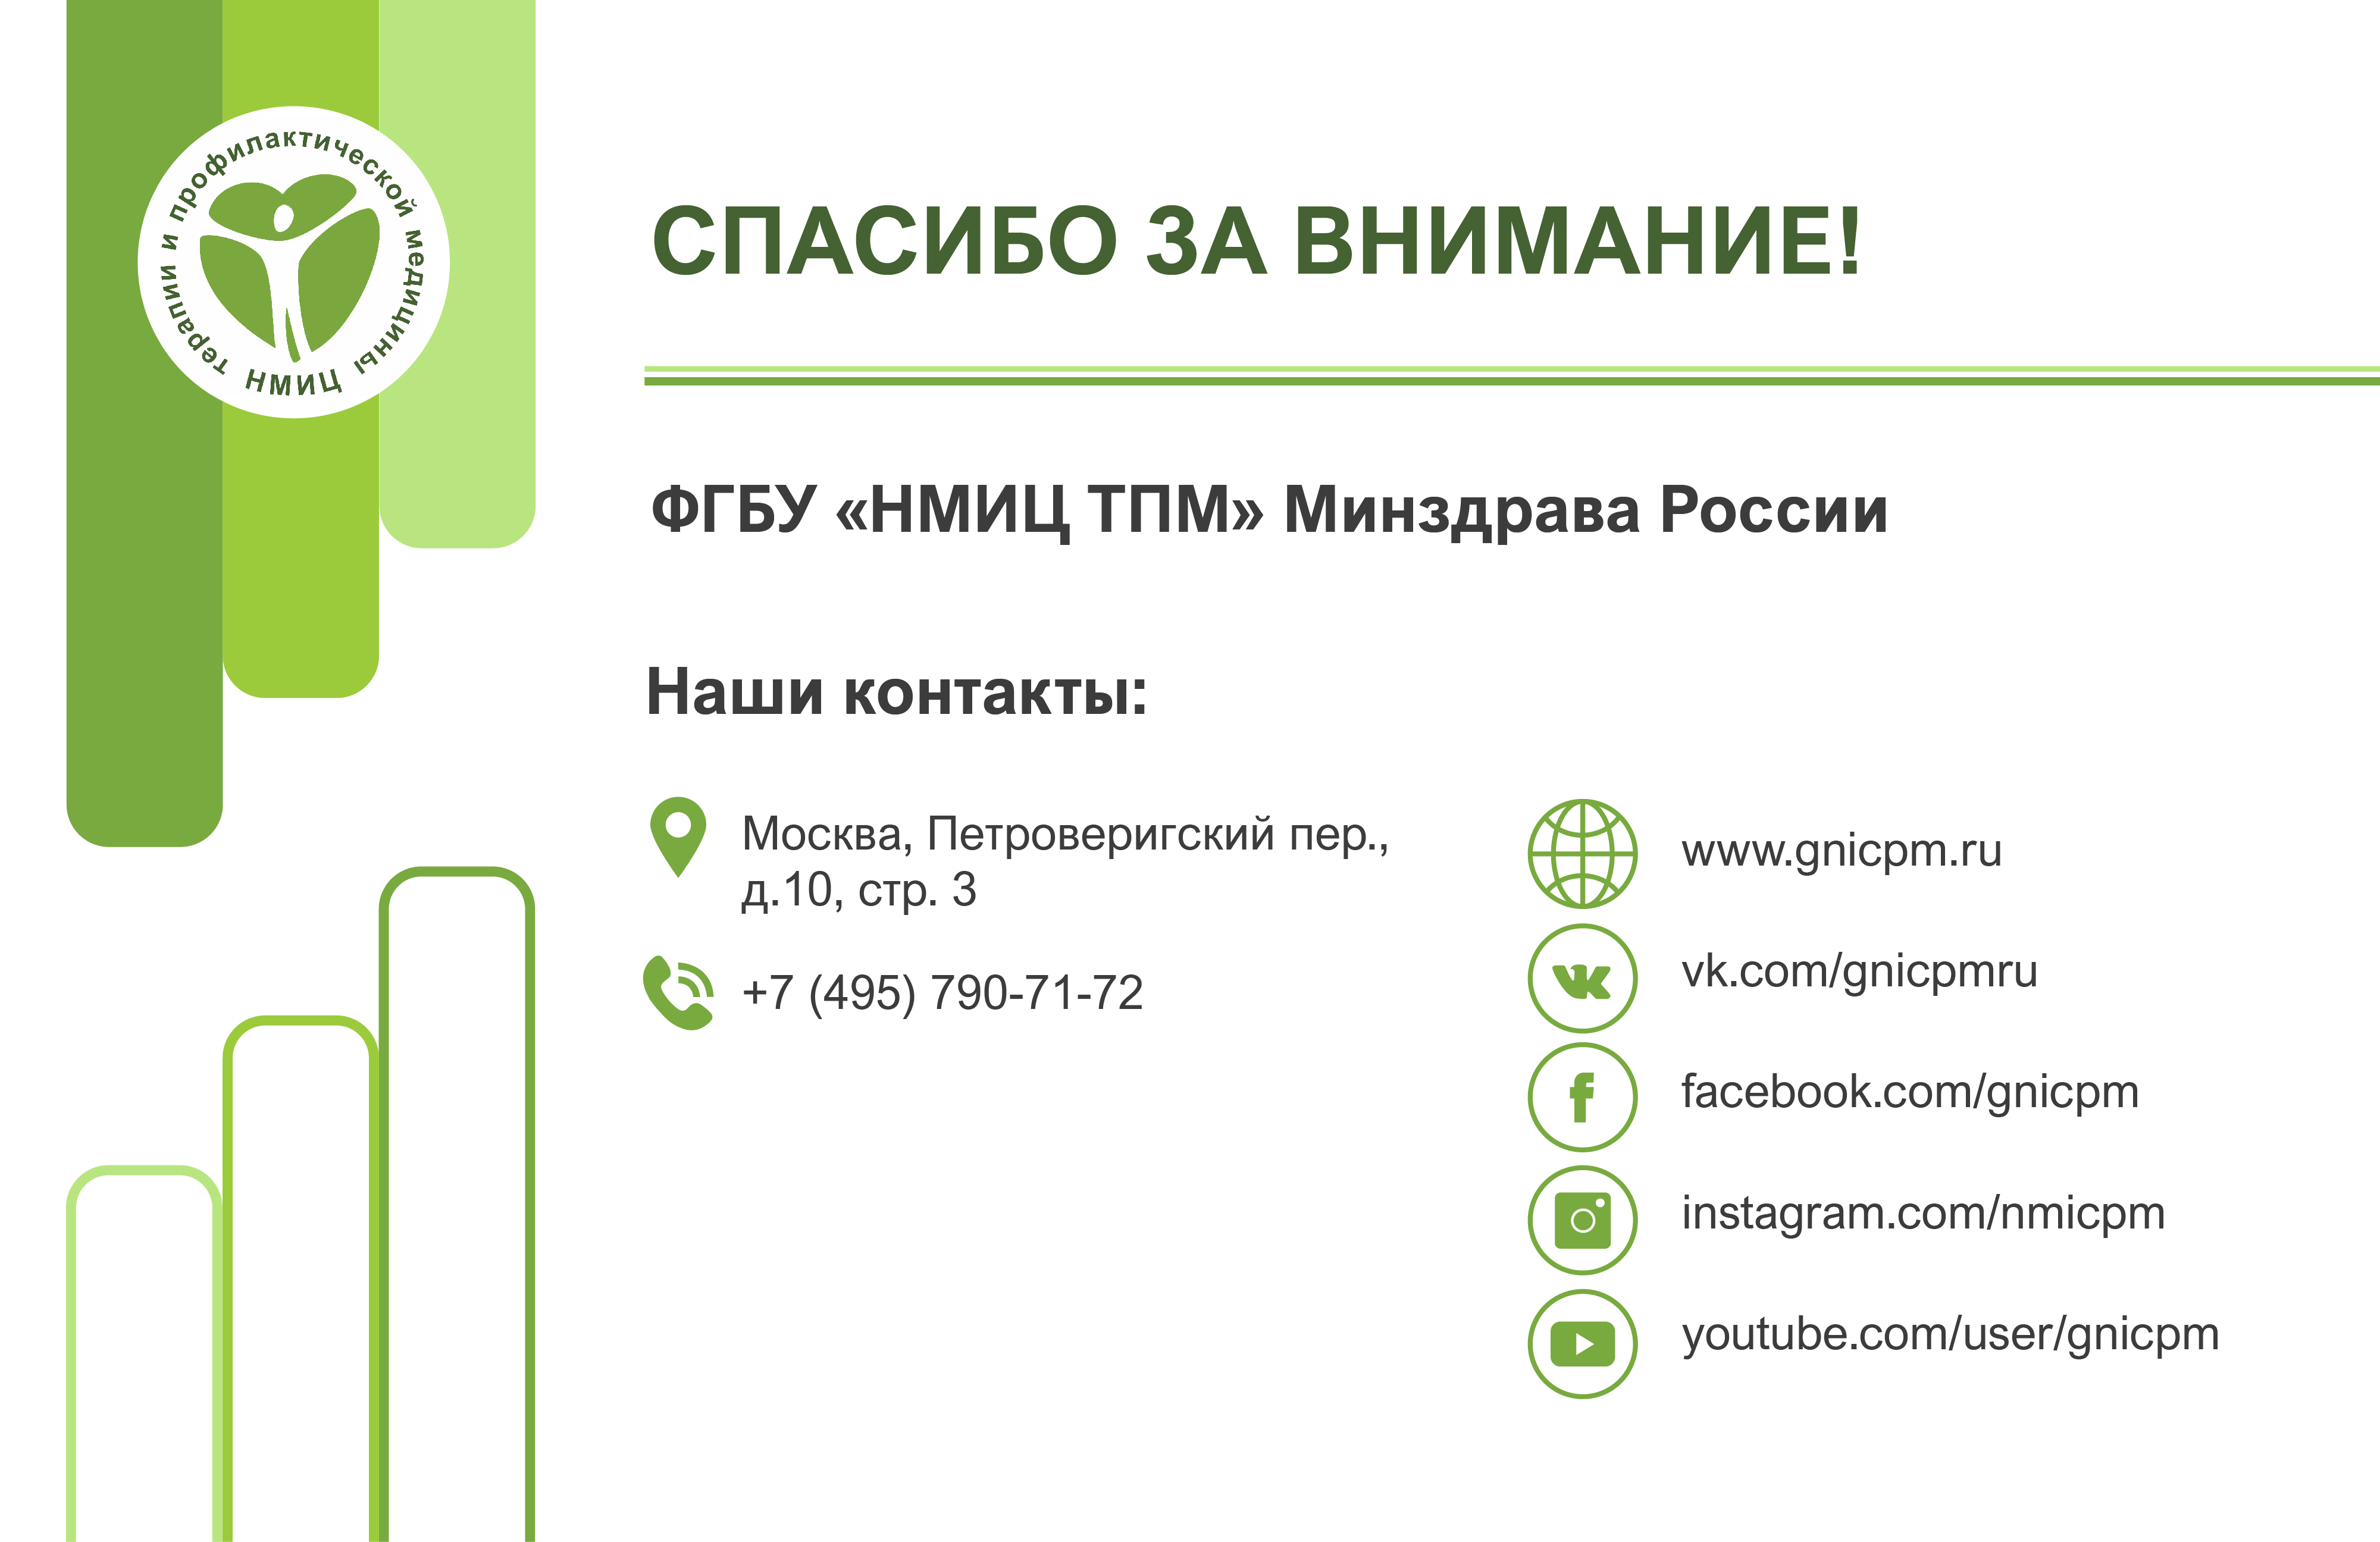 НМИЦ терапии и профилактической медицины
СПАСИБО ЗА ВНИМАНИЕ!
ФГБУ «НМИЦ ТПМ» Минздрава России
Наши контакты:
Москва, Петроверигский пер.,
д.10, стр. 3
+7 (495) 790-71-72
www.gnicpm.ru
vk.com/gnicpmru
facebook.com/gnicpm
instagram.com/nmicpm
youtube.com/user/gnicpm